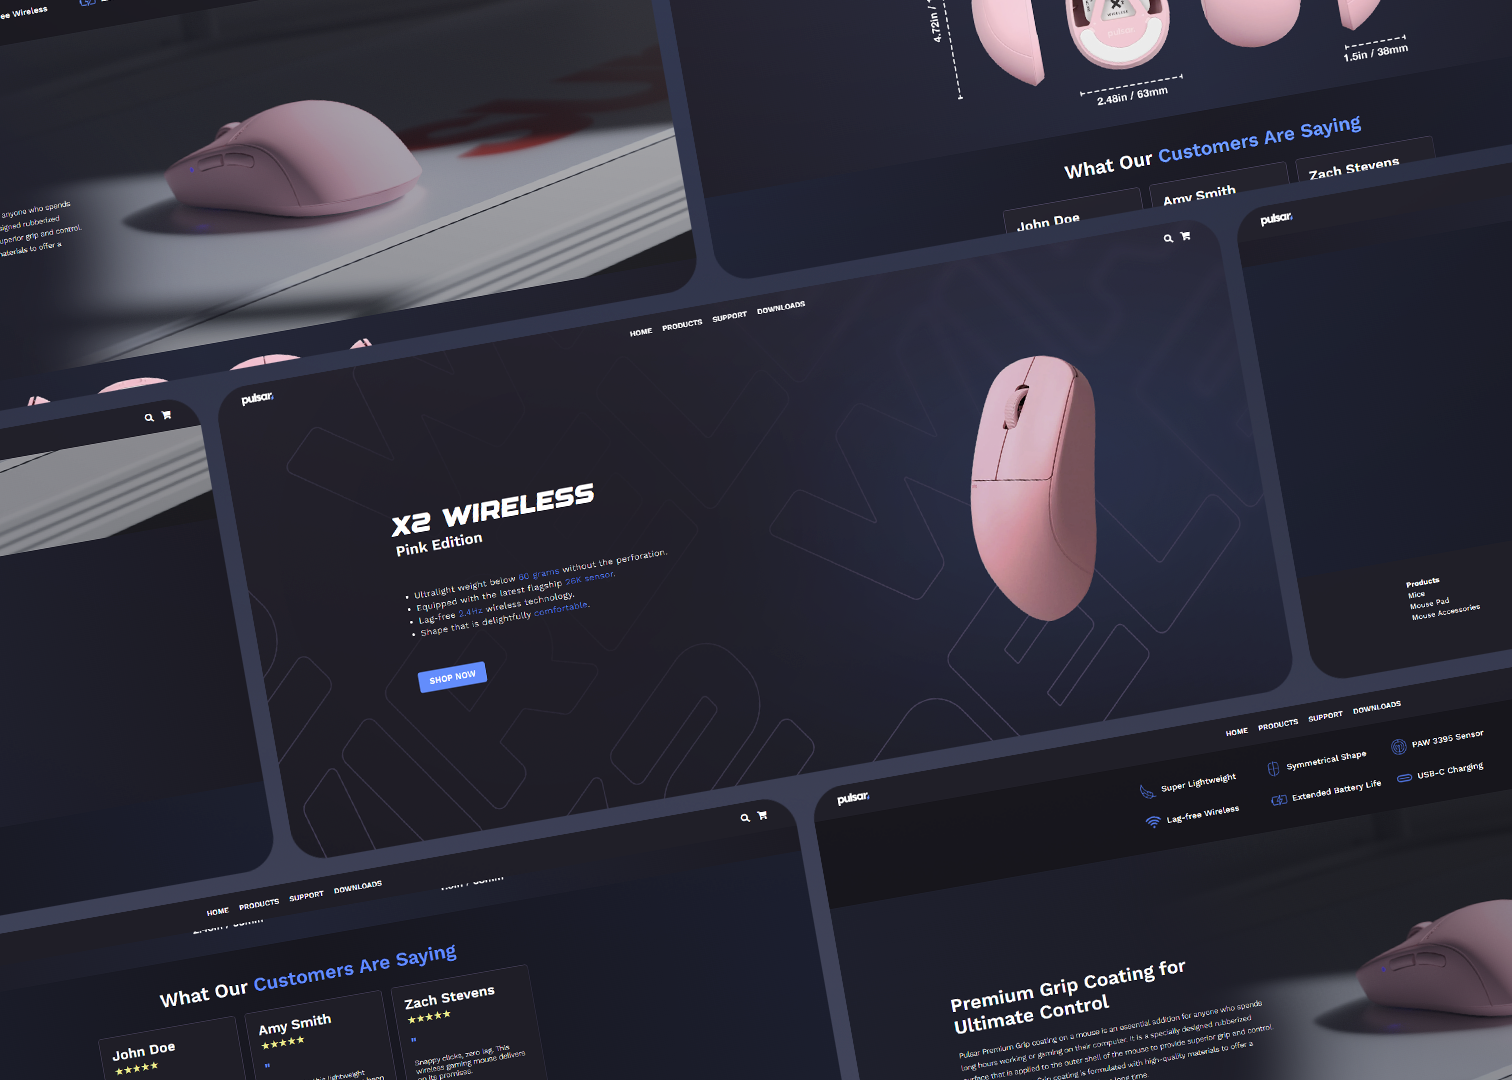 ee Wireless
anyone who spends
signed rubberized
superior grip and control.
materials to offer a
4.72in /
2.48in / 63mm
1.5in / 38mm
X2
WIRELESS
pulsar
What Our Customers Are Saying
John Doe
Amy Smith
Zach Stevens
pulsar
HOME PRODUCTS SUPPORT DOWNLOADS
X2 WIRELESS
Pink Edition
• Ultralight weight below 60 grams without the perforation.
• Equipped with the latest flagship 26K sensor.
• Lag-free 2.4Hz wireless technology.
• Shape that is delightfully comfortable.
SHOP NOW
pulsar
Products
Mice
Mouse Pad
Mouse Accessories
HOME PRODUCTS SUPPORT DOWNLOADS
What Our Customers Are Saying
John Doe
★★★★★
Amy Smith
★★★★★
"
lightweight
Zach Stevens
★★★★★
"
Snappy clicks, zero lag. This
wireless gaming mouse delivers
on its promises.
pulsar
HOME PRODUCTS SUPPORT DOWNLOADS
Super Lightweight
Symmetrical Shape
PAW 3395 Sensor
Lag-free Wireless
Extended Battery Life
USB-C Charging
Premium Grip Coating for
Ultimate Control
Pulsar Premium Grip coating on a mouse is an essential addition for anyone who spends
long hours working or gaming on their computer. It is a specially designed rubberized
surface that is applied to the outer shell of the mouse to provide superior grip and control.
Grip coating is formulated with high-quality materials to offer a
long time.